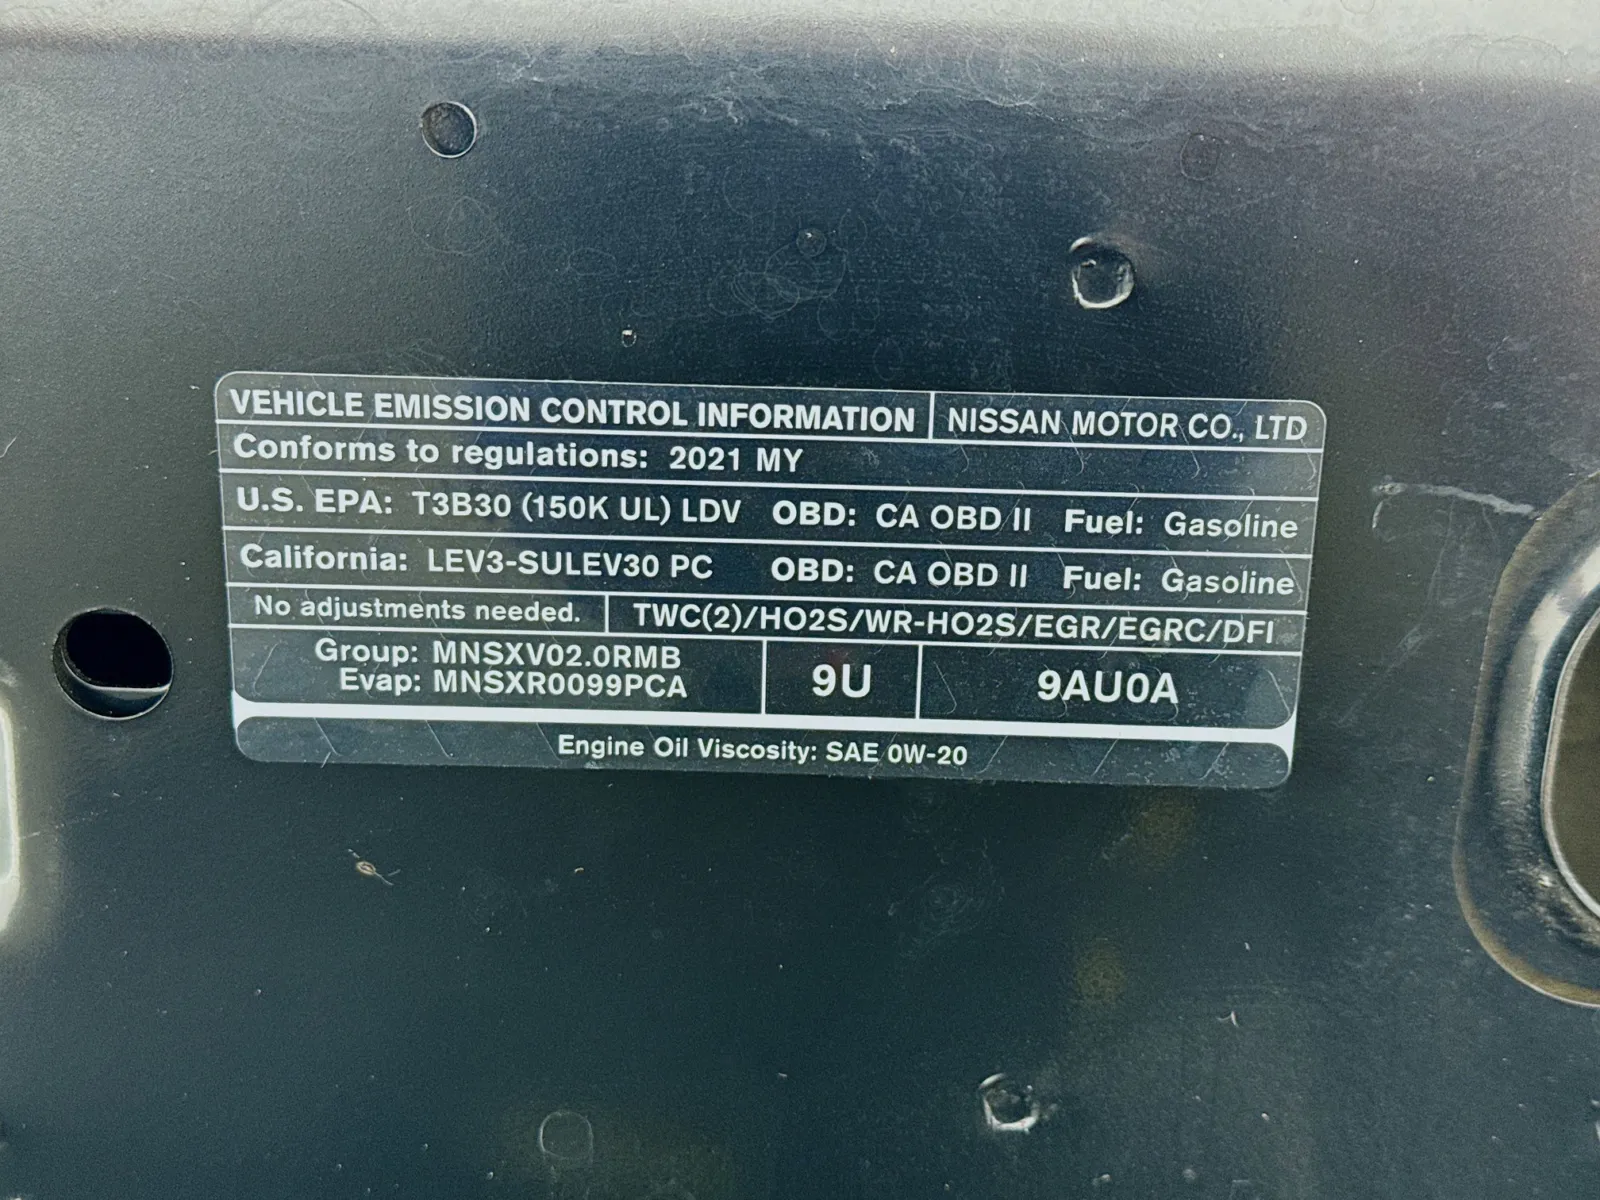 VEHICLE EMISSION CONTROL INFORMATION NISSAN MOTOR CO., LTD
Conforms to regulations: 2021 MY
U.S. EPA: T3B30 (150K UL) LDV OBD: CA OBD II Fuel: Gasoline
California: LEV3-SULEV30 PC OBD: CA OBD II Fuel: Gasoline
No adjustments needed. TWC(2)/HO2S/WR-HO2S/EGR/EGRC/DFI
Group: MNSXV02.0RMB
Evap: MNSXR0099PCA
9U 9AU0A
Engine Oil Viscosity: SAE 0W-20